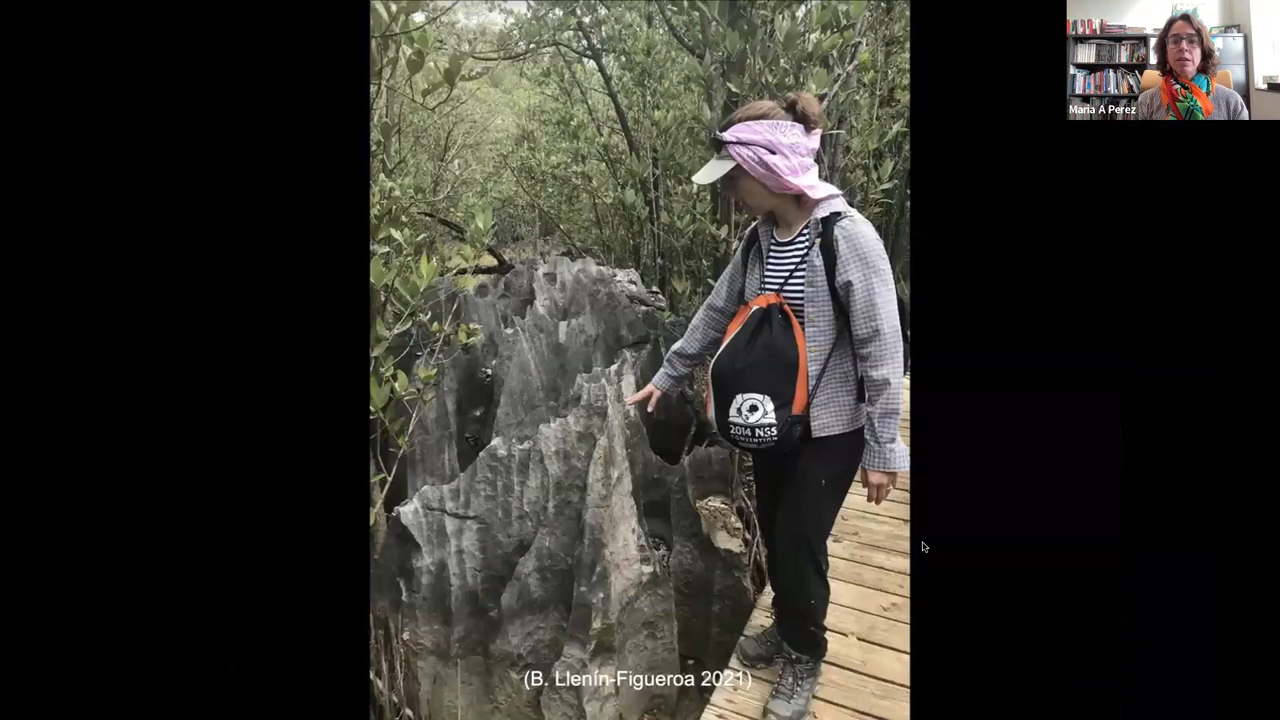 Maria A Perez
2014 NSS
CONVENTION
(B. Llenín-Figueroa 2021)